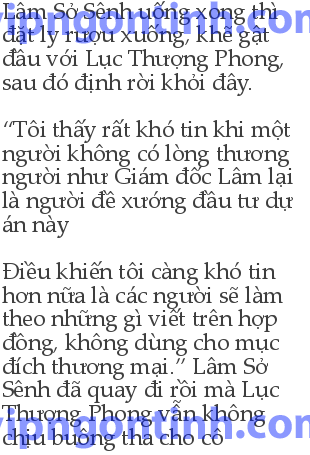 Lâm Sở Sênh uống xong thì
đặt ly rượu xuống, khẽ gật
đầu với Lục Thượng Phong,
sau đó định rời khỏi đây.
“Tôi thấy rất khó tin khi một
người không có lòng thương
người như Giám đốc Lâm lại
là người đề xướng đầu tư dự
án này
Điều khiến tôi càng khó tin
hơn nữa là các người sẽ làm
theo những gì viết trên hợp
đồng, không dùng cho mục
đích thương mại.” Lâm Sở
Sênh đã quay đi rồi mà Lục
Thượng Phong vẫn không
chịu buông tha cho cô
vipngontinh.com
vipngontinh.com